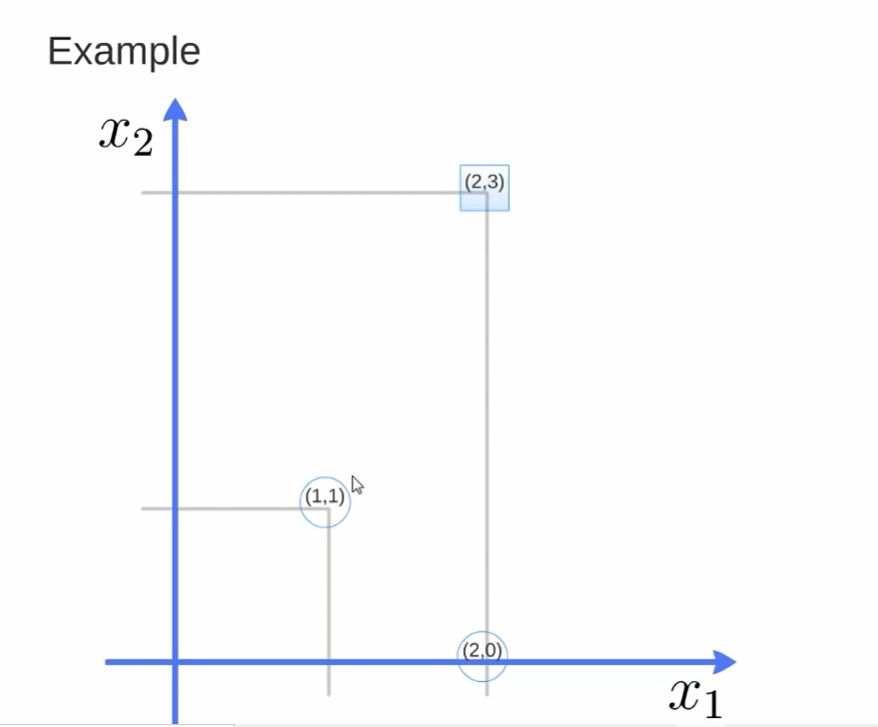 Example
x₂
(2,3)
(1,1)
(2,0)
x₁